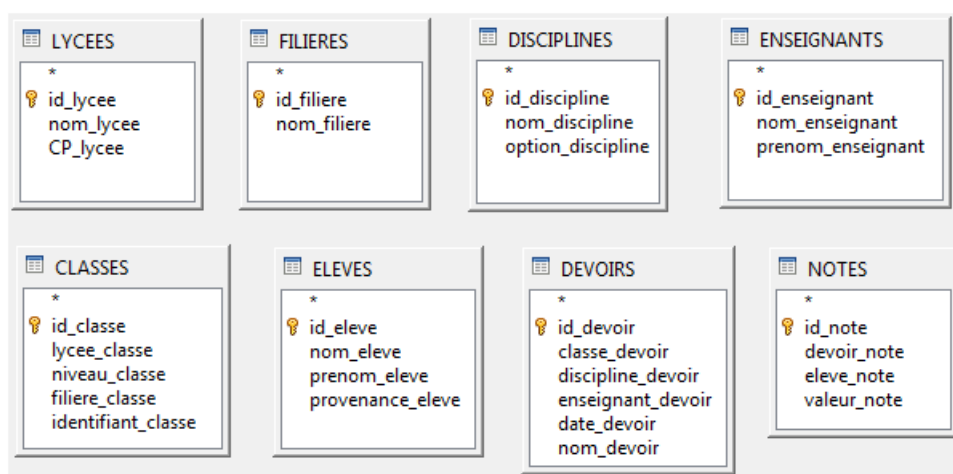 LYCEES
*
id_lycee
nom_lycee
CP_lycee
FILIERES
*
id_filiere
nom_filiere
DISCIPLINES
*
id_discipline
nom_discipline
option_discipline
ENSEIGNANTS
*
id_enseignant
nom_enseignant
prenom_enseignant
CLASSES
*
id_classe
lycee_classe
niveau_classe
filiere_classe
identifiant_classe
ELEVES
*
id_eleve
nom_eleve
prenom_eleve
provenance_eleve
DEVOIRS
*
id_devoir
classe_devoir
discipline_devoir
enseignant_devoir
date_devoir
nom_devoir
NOTES
*
id_note
devoir_note
eleve_note
valeur_note